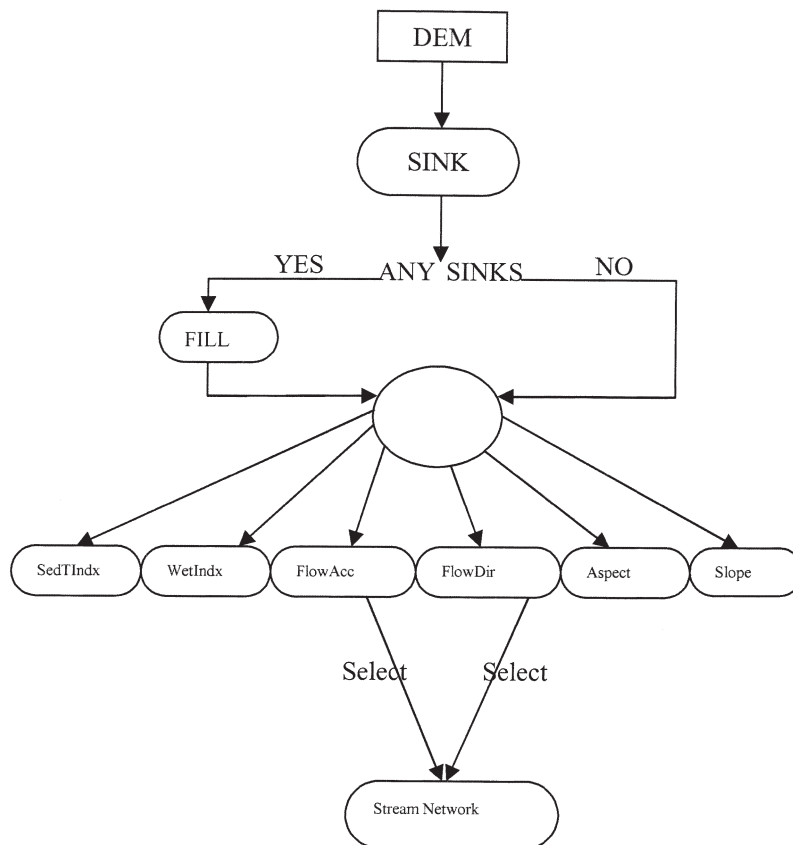 DEM
SINK
YES ANY SINKS NO
FILL
SedTIndx WetIndx FlowAcc FlowDir Aspect Slope
Select Select
Stream Network